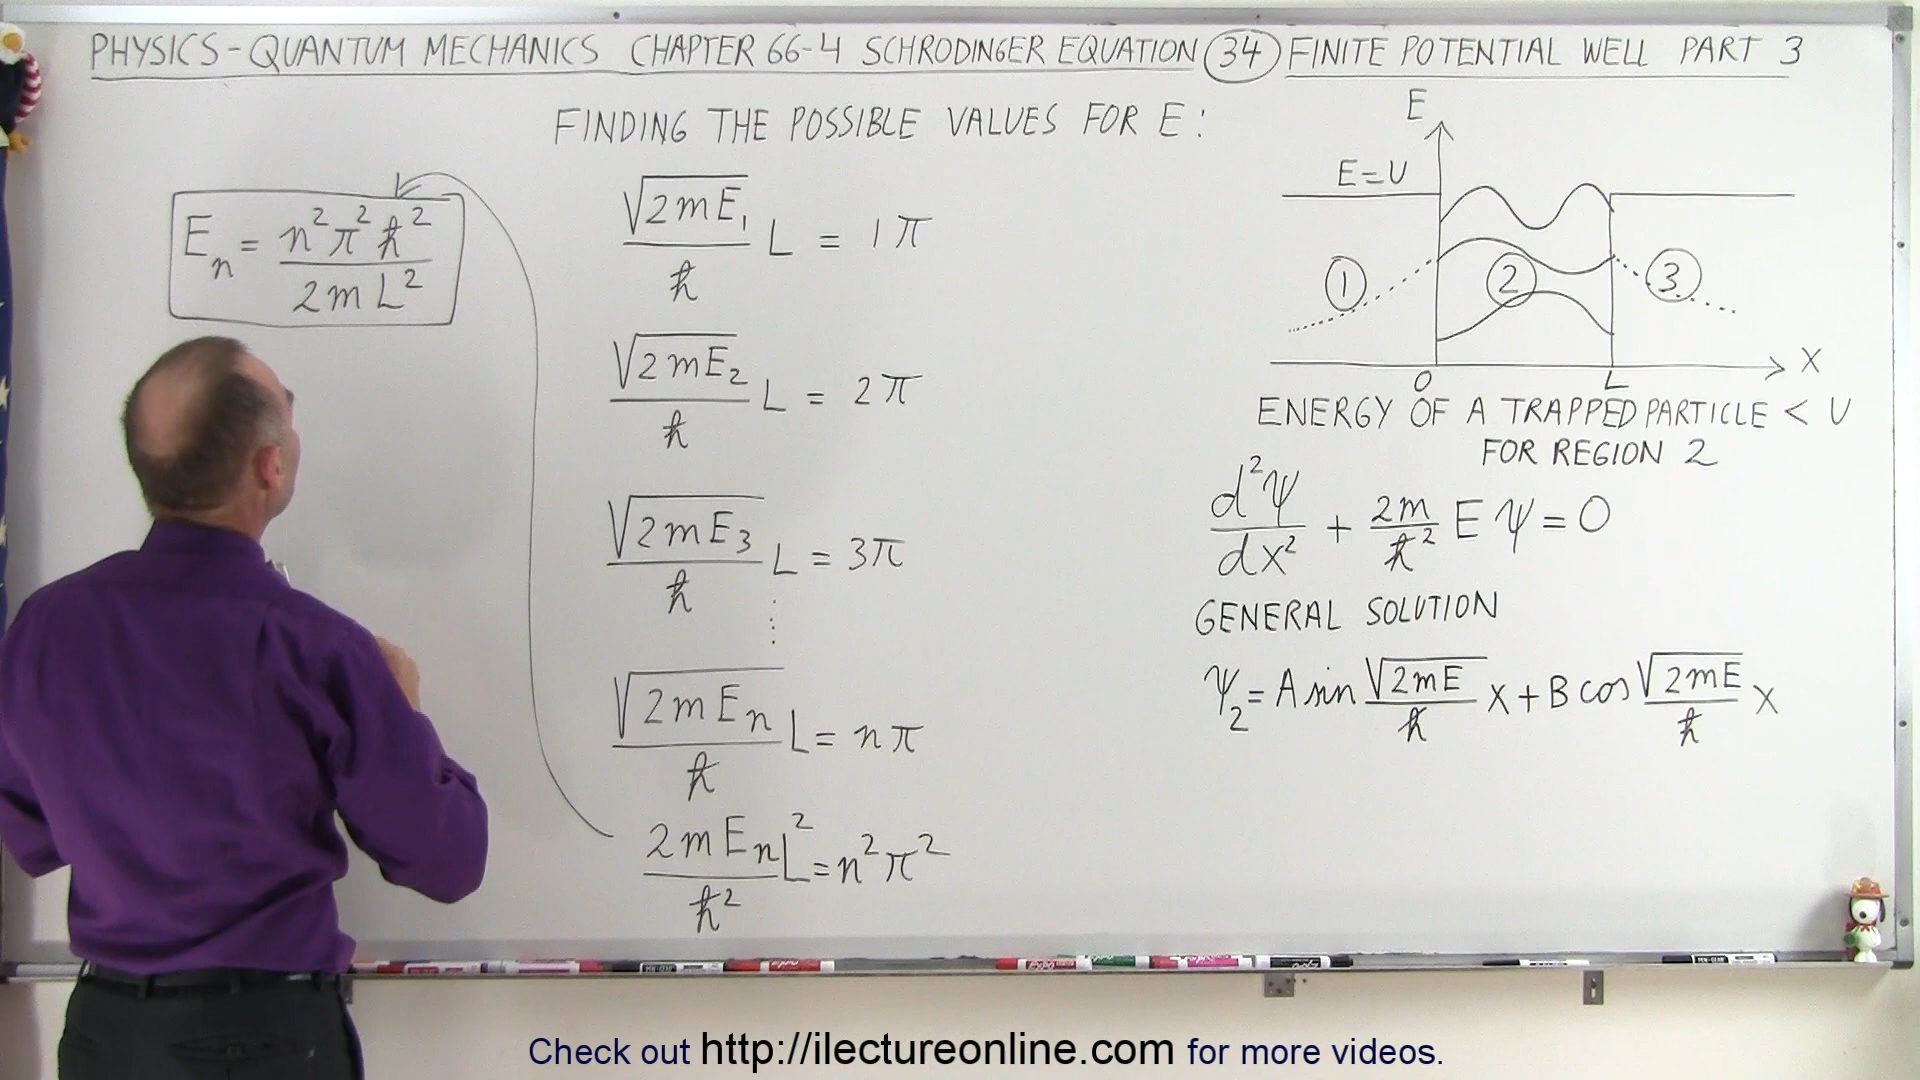 PHYSICS - QUANTUM MECHANICS CHAPTER 66-4 SCHRODINGER EQUATION 34 FINITE POTENTIAL WELL PART 3
FINDING THE POSSIBLE VALUES FOR E :
Eₙ = n²π²ħ² / 2mL²
√(2mE₁)/ħ L = 1π
√(2mE₂)/ħ L = 2π
√(2mE₃)/ħ L = 3π
⋮
√(2mEₙ)/ħ L = nπ
2mEₙL²/ħ² = n²π²
E
E=U
1 2 3
X
0 L
ENERGY OF A TRAPPED PARTICLE < U
FOR REGION 2
d²ψ/dx² + 2m/ħ² E ψ = 0
GENERAL SOLUTION
ψ₂ = A sin √(2mE)/ħ x + B cos √(2mE)/ħ x
Check out http://ilectureonline.com for more videos.